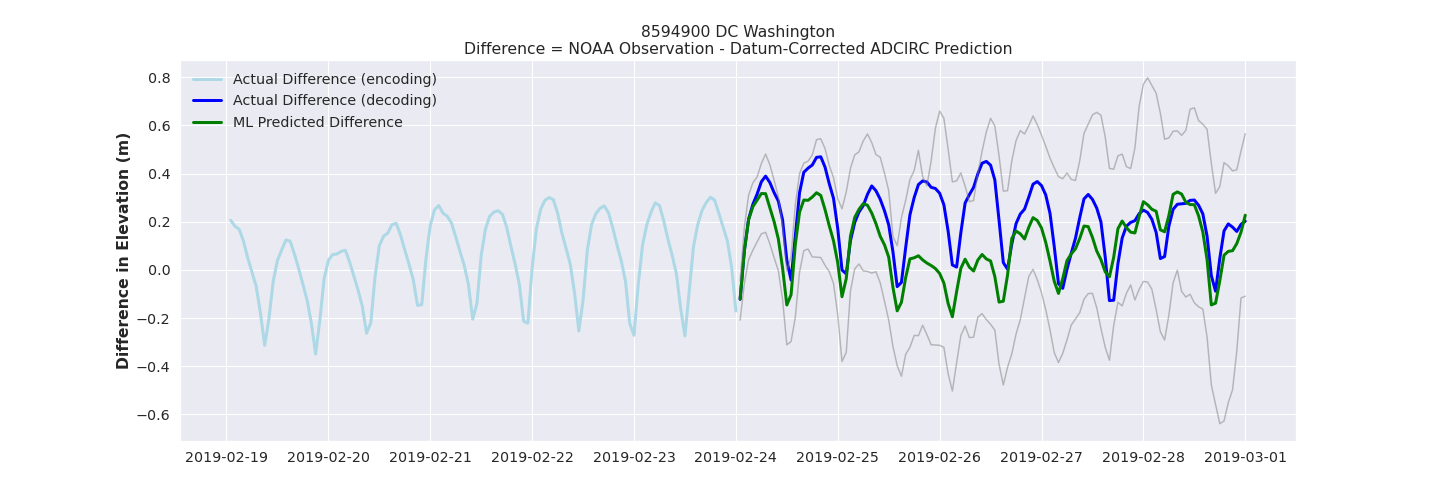 8594900 DC Washington
Difference = NOAA Observation - Datum-Corrected ADCIRC Prediction
Actual Difference (encoding)
Actual Difference (decoding)
ML Predicted Difference
Difference in Elevation (m)
0.8
0.6
0.4
0.2
0.0
−0.2
−0.4
−0.6
2019-02-19 2019-02-20 2019-02-21 2019-02-22 2019-02-23 2019-02-24 2019-02-25 2019-02-26 2019-02-27 2019-02-28 2019-03-01